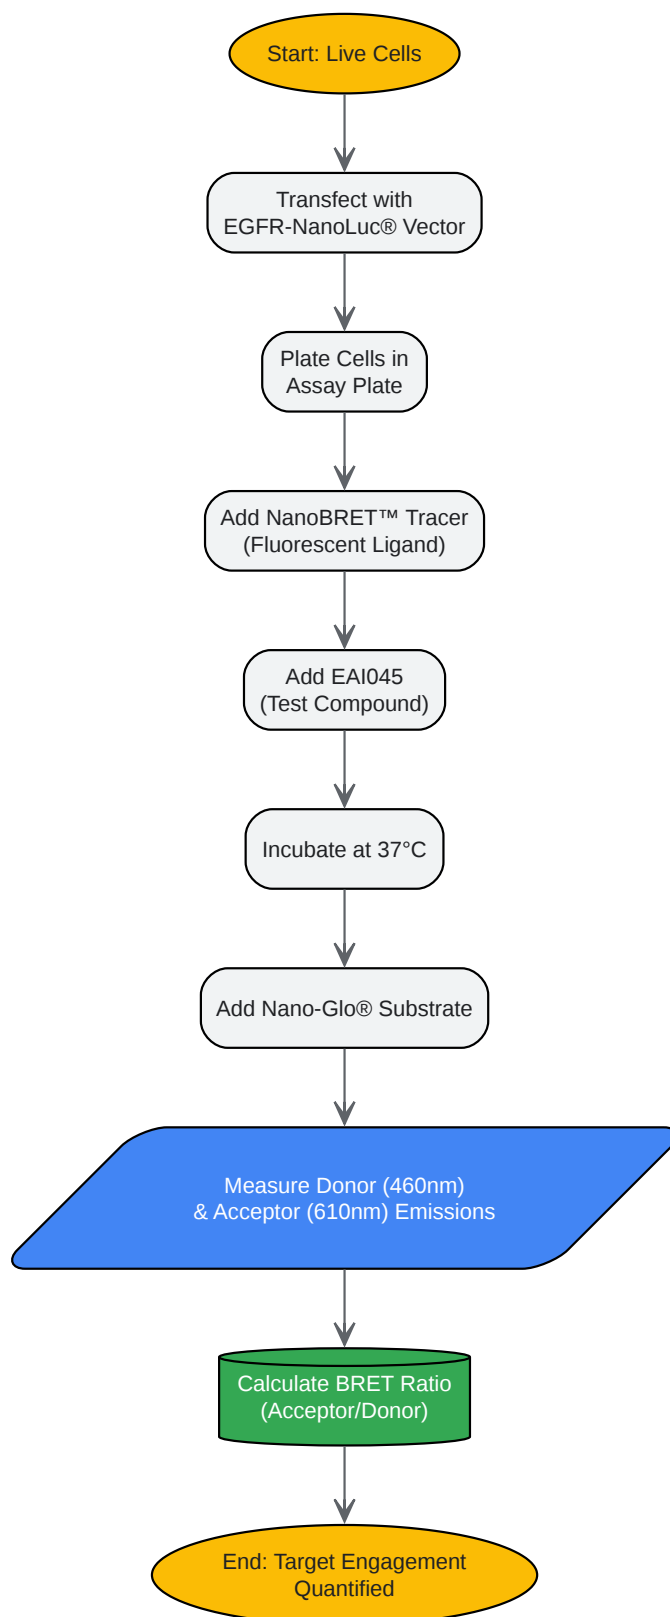 Start: Live Cells
Transfect with
EGFR-NanoLuc® Vector
Plate Cells in
Assay Plate
Add NanoBRET™ Tracer
(Fluorescent Ligand)
Add EAI045
(Test Compound)
Incubate at 37°C
Add Nano-Glo® Substrate
Measure Donor (460nm)
& Acceptor (610nm) Emissions
Calculate BRET Ratio
(Acceptor/Donor)
End: Target Engagement
Quantified